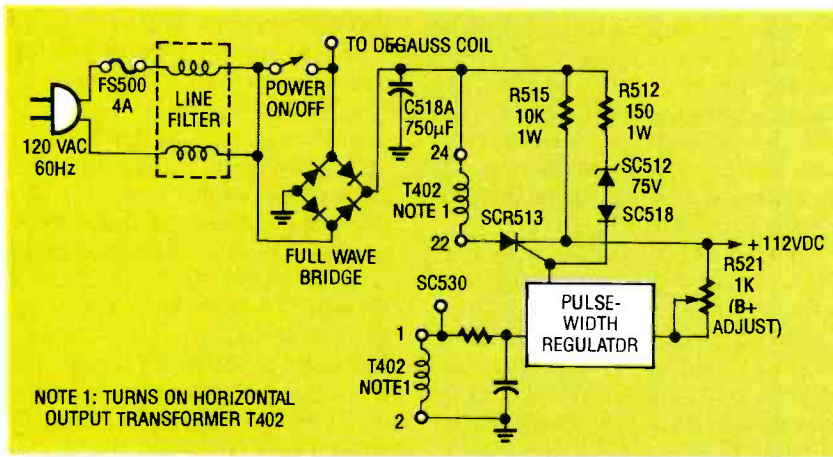 TO DEGAUSS COIL
FS500
4A
LINE
FILTER
POWER
ON/OFF
120 VAC
60Hz
C518A
750µF
R515
10K
1W
R512
150
1W
24
T402
NOTE 1
22
SC512
75V
SC518
SCR513
FULL WAVE
BRIDGE
+112VDC
SC530
R521
1K
(B+
ADJUST)
PULSE-
WIDTH
REGULATOR
1
T402
NOTE1
2
NOTE 1: TURNS ON HORIZONTAL
OUTPUT TRANSFORMER T402